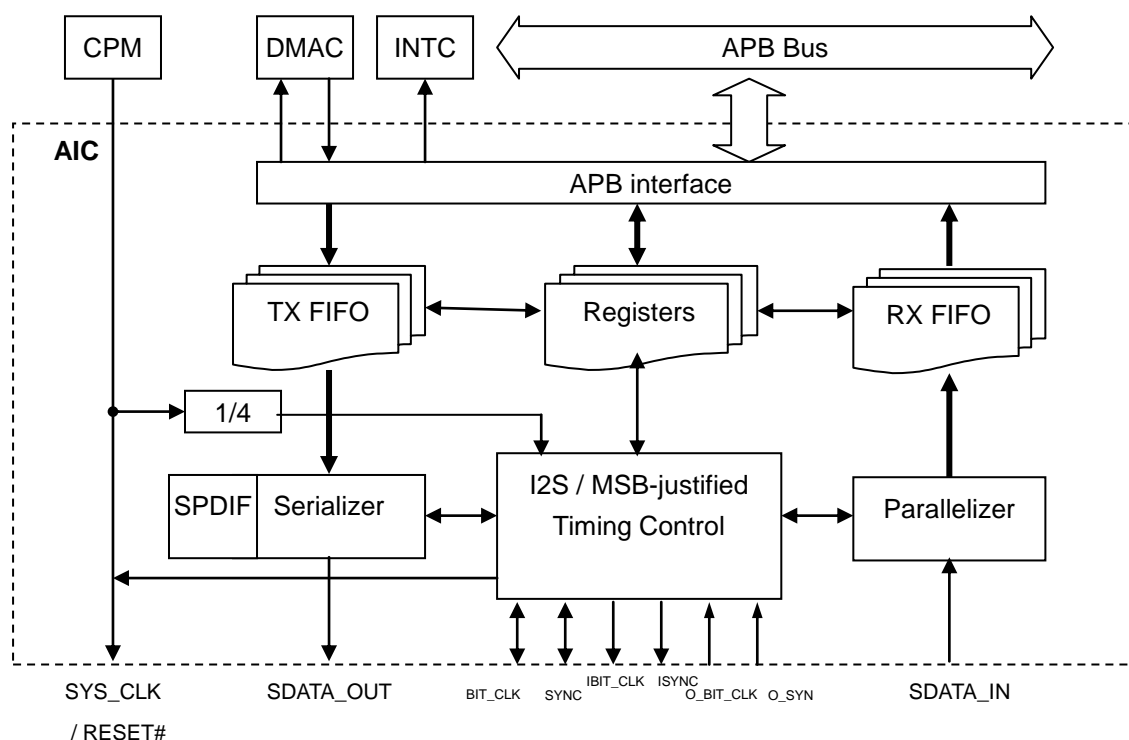 CPM
DMAC
INTC
APB Bus
AIC
APB interface
TX FIFO
Registers
RX FIFO
1/4
SPDIF
Serializer
I2S / MSB-justified
Timing Control
Parallelizer
SYS_CLK
/ RESET#
SDATA_OUT
BIT_CLK
SYNC
IBIT_CLK
ISYNC
O_BIT_CLK
O_SYN
SDATA_IN